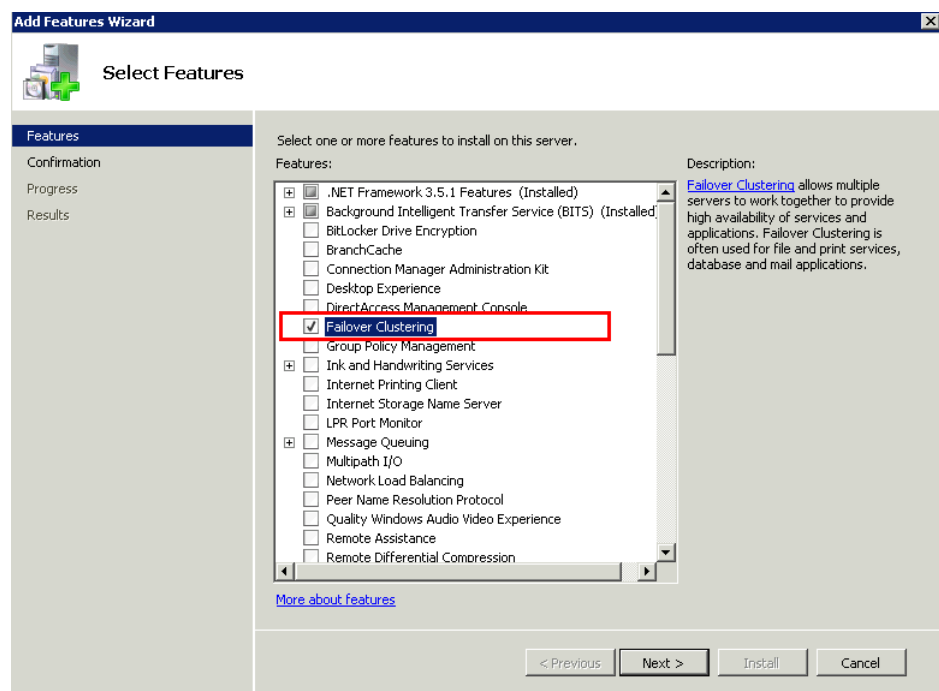 Add Features Wizard
Select Features
Features
Confirmation
Progress
Results
Select one or more features to install on this server.
Features:
.NET Framework 3.5.1 Features (Installed)
Background Intelligent Transfer Service (BITS) (Installed
BitLocker Drive Encryption
BranchCache
Connection Manager Administration Kit
Desktop Experience
DirectAccess Management Console
Failover Clustering
Group Policy Management
Ink and Handwriting Services
Internet Printing Client
Internet Storage Name Server
LPR Port Monitor
Message Queuing
Multipath I/O
Network Load Balancing
Peer Name Resolution Protocol
Quality Windows Audio Video Experience
Remote Assistance
Remote Differential Compression
More about features
Description:
Failover Clustering allows multiple
servers to work together to provide
high availability of services and
applications. Failover Clustering is
often used for file and print services,
database and mail applications.
< Previous
Next >
Install
Cancel